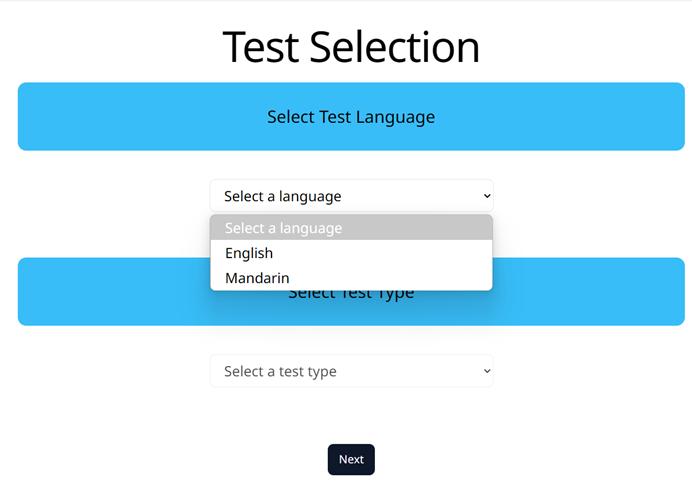 Test Selection
Select Test Language
Select a language
Select a language
English
Mandarin
Select Test Type
Select a test type
Next